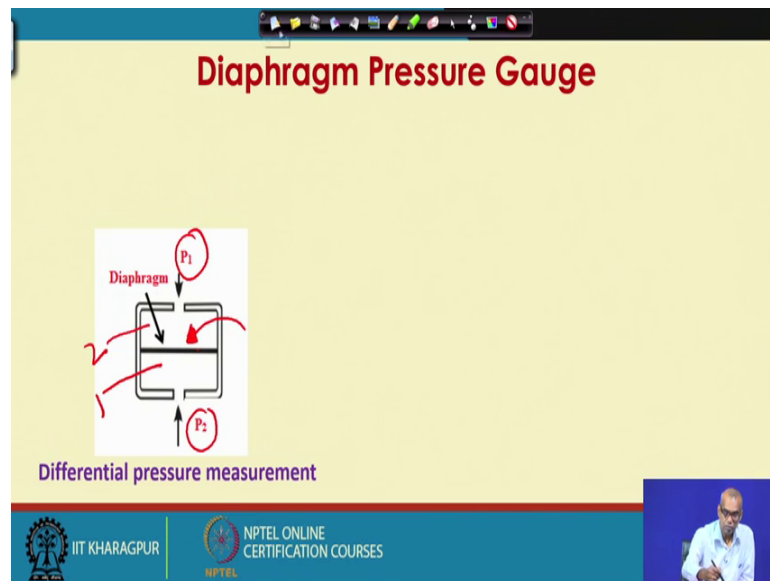 Diaphragm Pressure Gauge
P₁
Diaphragm
2
1
P₂
Differential pressure measurement
IIT KHARAGPUR
NPTEL
NPTEL ONLINE
CERTIFICATION COURSES